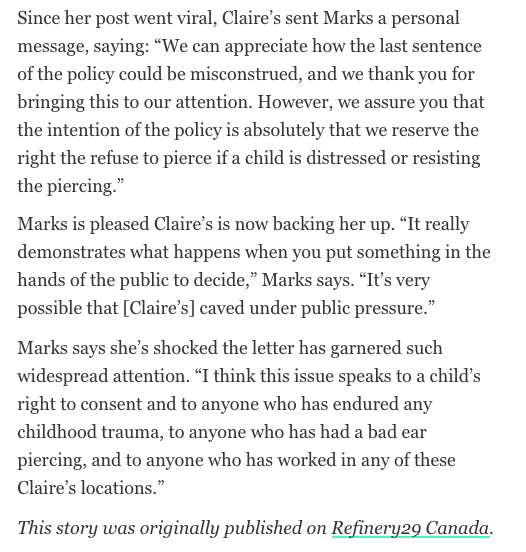 Since her post went viral, Claire’s sent Marks a personal
message, saying: “We can appreciate how the last sentence
of the policy could be misconstrued, and we thank you for
bringing this to our attention. However, we assure you that
the intention of the policy is absolutely that we reserve the
right the refuse to pierce if a child is distressed or resisting
the piercing.”
Marks is pleased Claire’s is now backing her up. “It really
demonstrates what happens when you put something in the
hands of the public to decide,” Marks says. “It’s very
possible that [Claire’s] caved under public pressure.”
Marks says she’s shocked the letter has garnered such
widespread attention. “I think this issue speaks to a child’s
right to consent and to anyone who has endured any
childhood trauma, to anyone who has had a bad ear
piercing, and to anyone who has worked in any of these
Claire’s locations.”
This story was originally published on Refinery29 Canada.